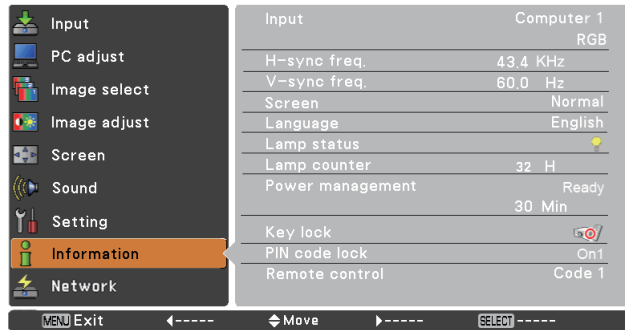 Input
PC adjust
Image select
Image adjust
Screen
Sound
Setting
Information
Network
Input Computer 1
RGB
H-sync freq. 43.4 KHz
V-sync freq. 60.0 Hz
Screen Normal
Language English
Lamp status
Lamp counter 32 H
Power management Ready
30 Min
Key lock
PIN code lock On1
Remote control Code 1
MENU Exit ----- Move ----- SELECT -----